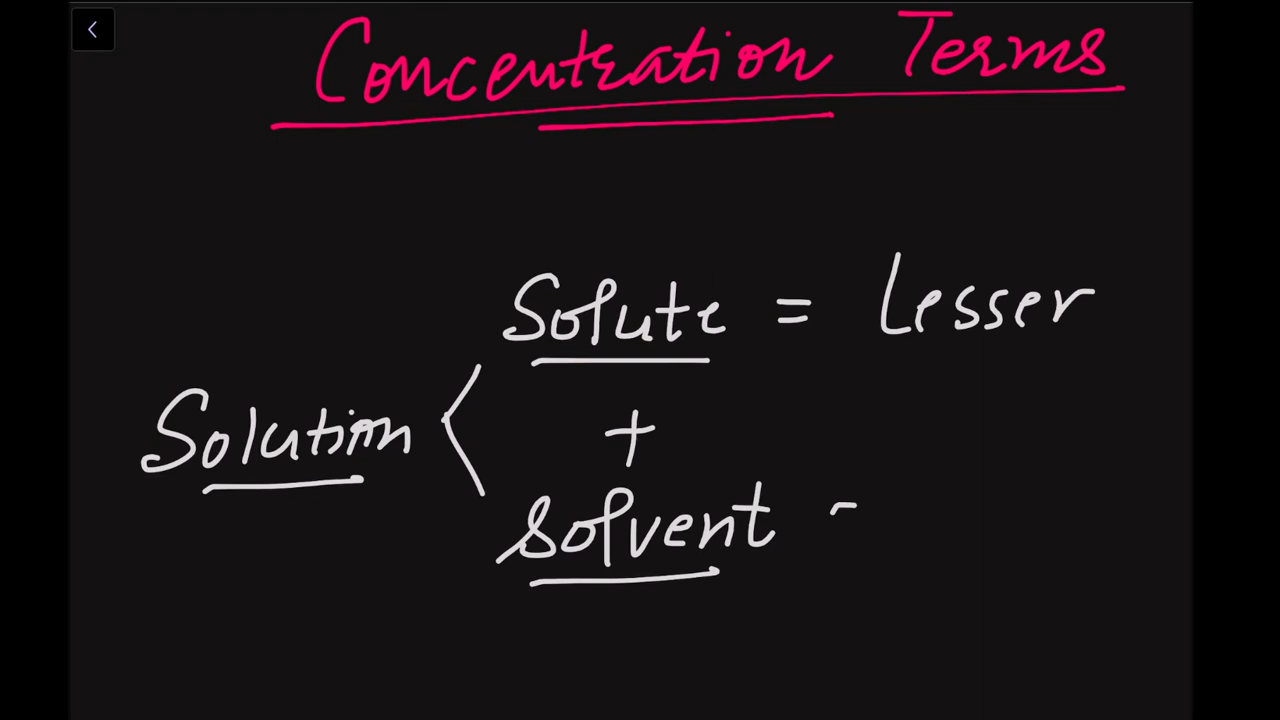 Concentration Terms
Solute = Lesser
Solution <
+
Solvent -